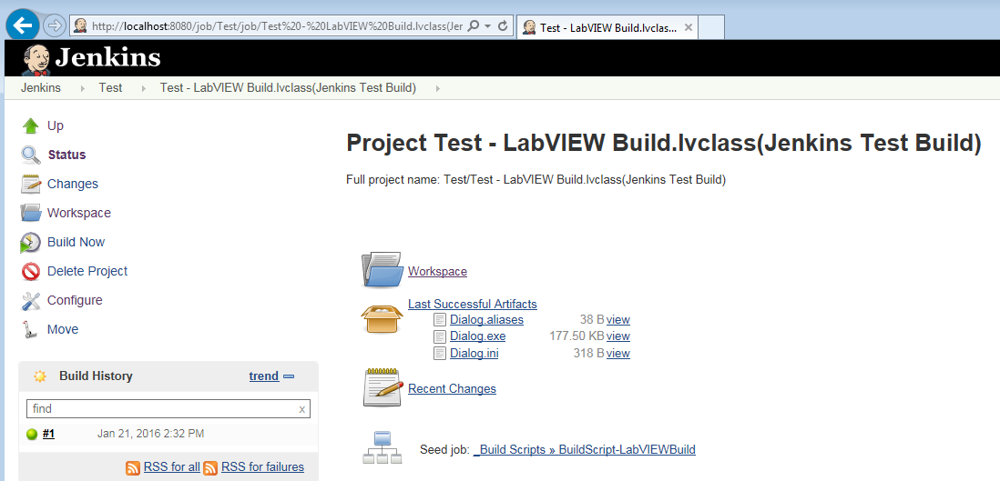 http://localhost:8080/job/Test/job/Test%20-%20LabVIEW%20Build.lvclass(Jer
Test - LabVIEW Build.lvclas...
Jenkins
Jenkins Test Test - LabVIEW Build.lvclass(Jenkins Test Build)
Up
Status
Changes
Workspace
Build Now
Delete Project
Configure
Move
Build History trend
find x
#1 Jan 21, 2016 2:32 PM
RSS for all RSS for failures
Project Test - LabVIEW Build.lvclass(Jenkins Test Build)
Full project name: Test/Test - LabVIEW Build.lvclass(Jenkins Test Build)
Workspace
Last Successful Artifacts
Dialog.aliases 38 B view
Dialog.exe 177.50 KB view
Dialog.ini 318 B view
Recent Changes
Seed job: _Build Scripts » BuildScript-LabVIEWBuild